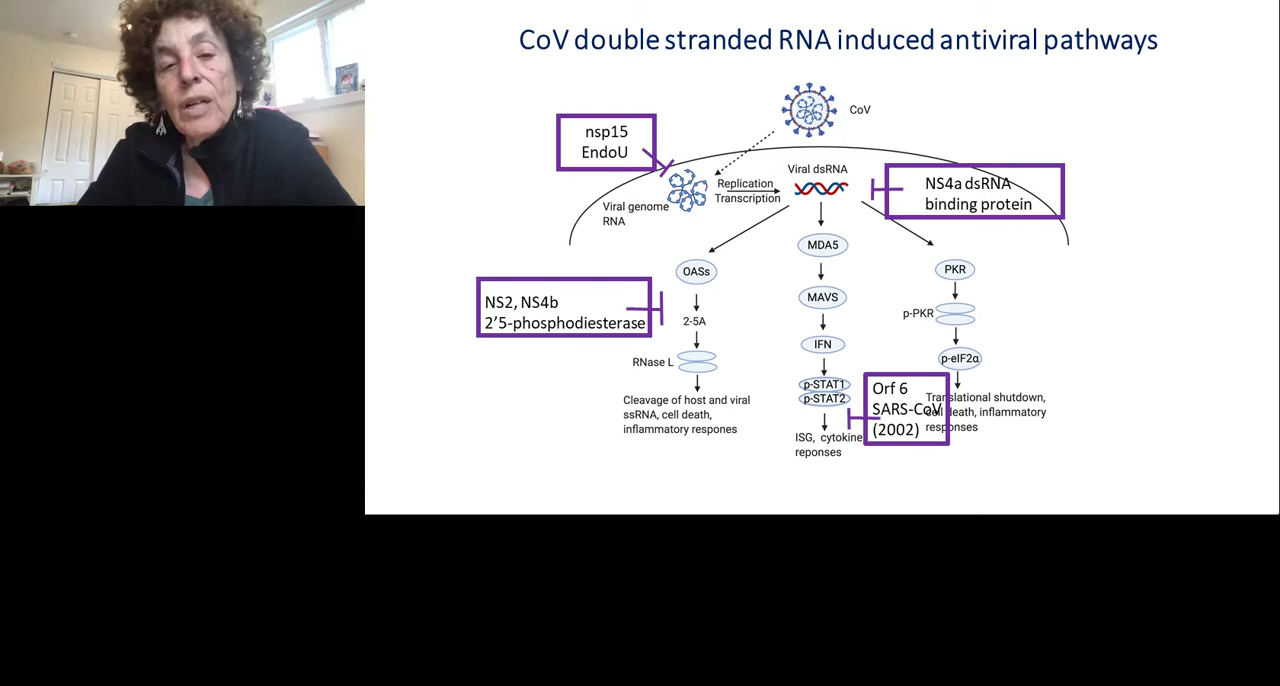 CoV double stranded RNA induced antiviral pathways
CoV
nsp15
EndoU
Viral dsRNA
NS4a dsRNA
binding protein
Replication
Transcription
Viral genome
RNA
MDA5
OASs
PKR
MAVS
NS2, NS4b
2’5-phosphodiesterase
2-5A
p-PKR
IFN
RNase L
p-eIF2α
p-STAT1
p-STAT2
Orf 6
SARS-CoV
(2002)
Cleavage of host and viral
ssRNA, cell death,
inflammatory respones
Translational shutdown,
cell death, inflammatory
responses
ISG, cytokine
reponses